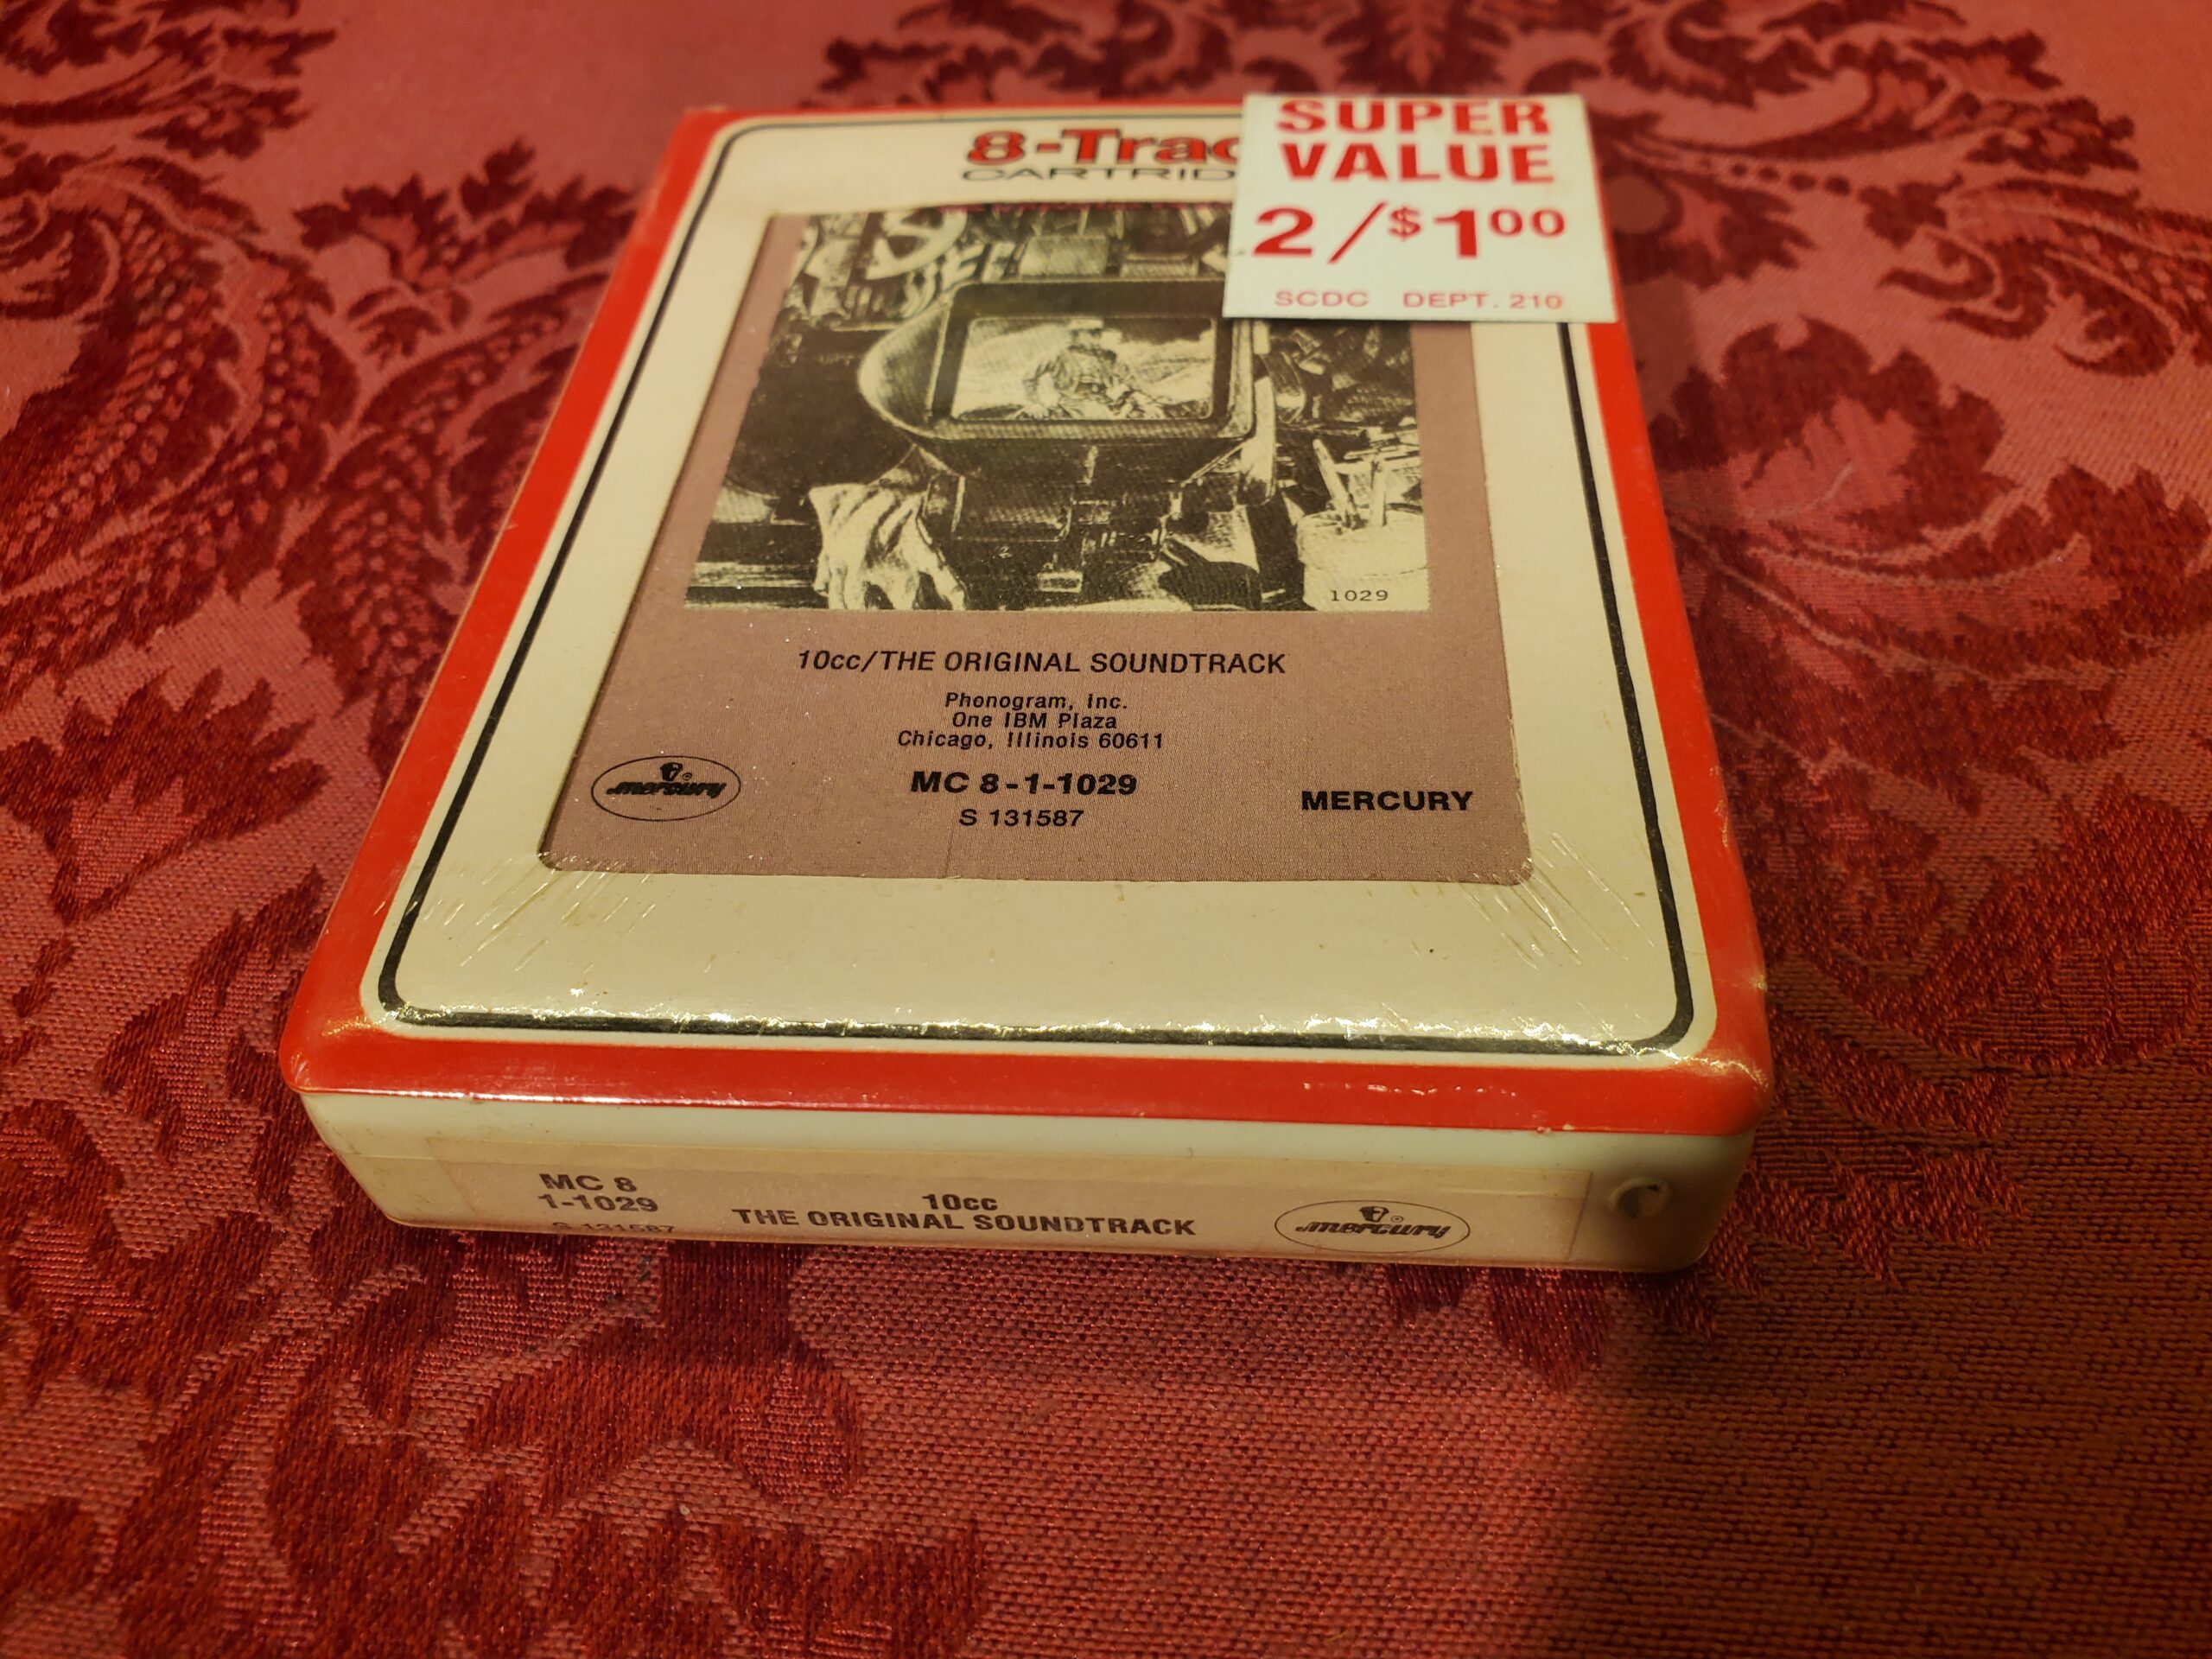 8-Trac
CARTRID
SUPER
VALUE
2/$1⁰⁰
SCDC DEPT. 210
1029
10cc/THE ORIGINAL SOUNDTRACK
Phonogram, Inc.
One IBM Plaza
Chicago, Illinois 60611
mercury
MC 8-1-1029
S 131587
MERCURY
MC 8
1-1029
S 131587
10cc
THE ORIGINAL SOUNDTRACK
mercury